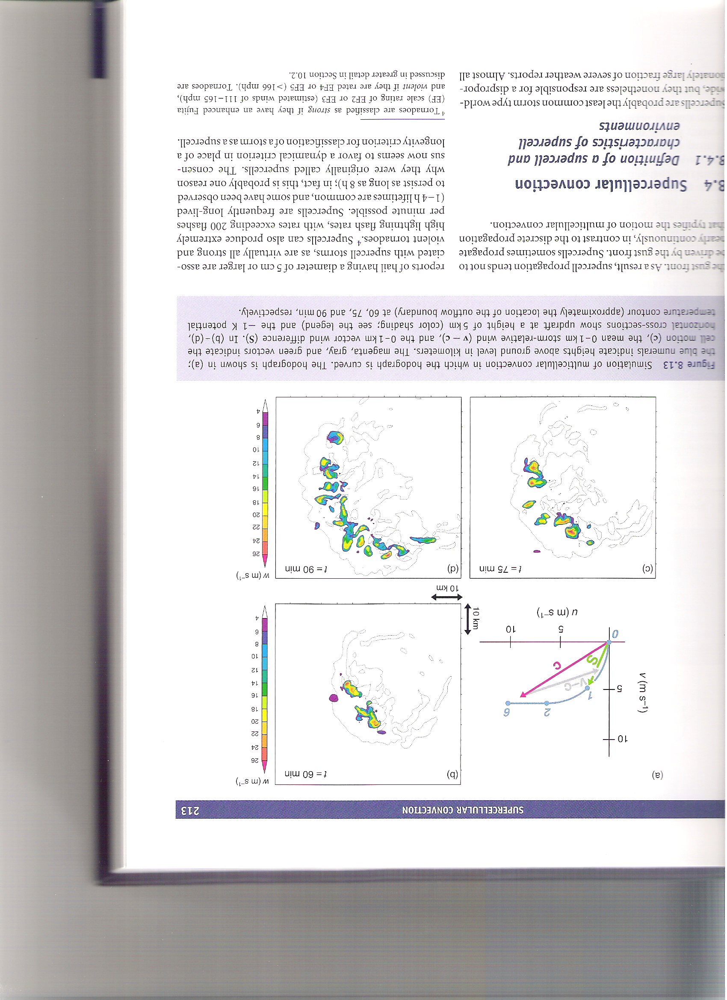 SUPERCELLULAR CONVECTION 213
(a)
v (m s⁻¹)
10
5
0
1
2
6
S
v–c
c
5
10
u (m s⁻¹)
(b)
t = 60 min
w (m s⁻¹)
26
24
22
20
18
16
14
12
10
8
6
4
10 km
10 km
(c)
t = 75 min
(d)
t = 90 min
w (m s⁻¹)
26
24
22
20
18
16
14
12
10
8
6
4
Figure 8.13 Simulation of multicellular convection in which the hodograph is curved. The hodograph is shown in (a);
the blue numerals indicate heights above ground level in kilometers. The magenta, gray, and green vectors indicate the
cell motion (c), the mean 0–1 km storm-relative wind (v − c), and the 0–1 km vector wind difference (S). In (b)–(d),
horizontal cross-sections show updraft at a height of 5 km (color shading; see the legend) and the −1 K potential
temperature contour (approximately the location of the outflow boundary) at 60, 75, and 90 min, respectively.
the gust front. As a result, supercell propagation tends not to
be driven by the gust front. Supercells sometimes propagate
nearly continuously, in contrast to the discrete propagation
that typifies the motion of multicellular convection.
8.4 Supercellular convection
8.4.1 Definition of a supercell and
characteristics of supercell
environments
Supercells are probably the least common storm type world-
wide, but they nonetheless are responsible for a dispropor-
tionately large fraction of severe weather reports. Almost all
reports of hail having a diameter of 5 cm or larger are asso-
ciated with supercell storms, as are virtually all strong and
violent tornadoes.⁴ Supercells can also produce extremely
high lightning flash rates, with rates exceeding 200 flashes
per minute possible. Supercells are frequently long-lived
(1–4 h lifetimes are common, and some have been observed
to persist as long as 8 h); in fact, this is probably one reason
why they were originally called supercells. The consen-
sus now seems to favor a dynamical criterion in place of a
longevity criterion for classification of a storm as a supercell.
⁴ Tornadoes are classified as strong if they have an enhanced Fujita
(EF) scale rating of EF2 or EF3 (estimated winds of 111–165 mph),
and violent if they are rated EF4 or EF5 (>166 mph). Tornadoes are
discussed in greater detail in Section 10.2.